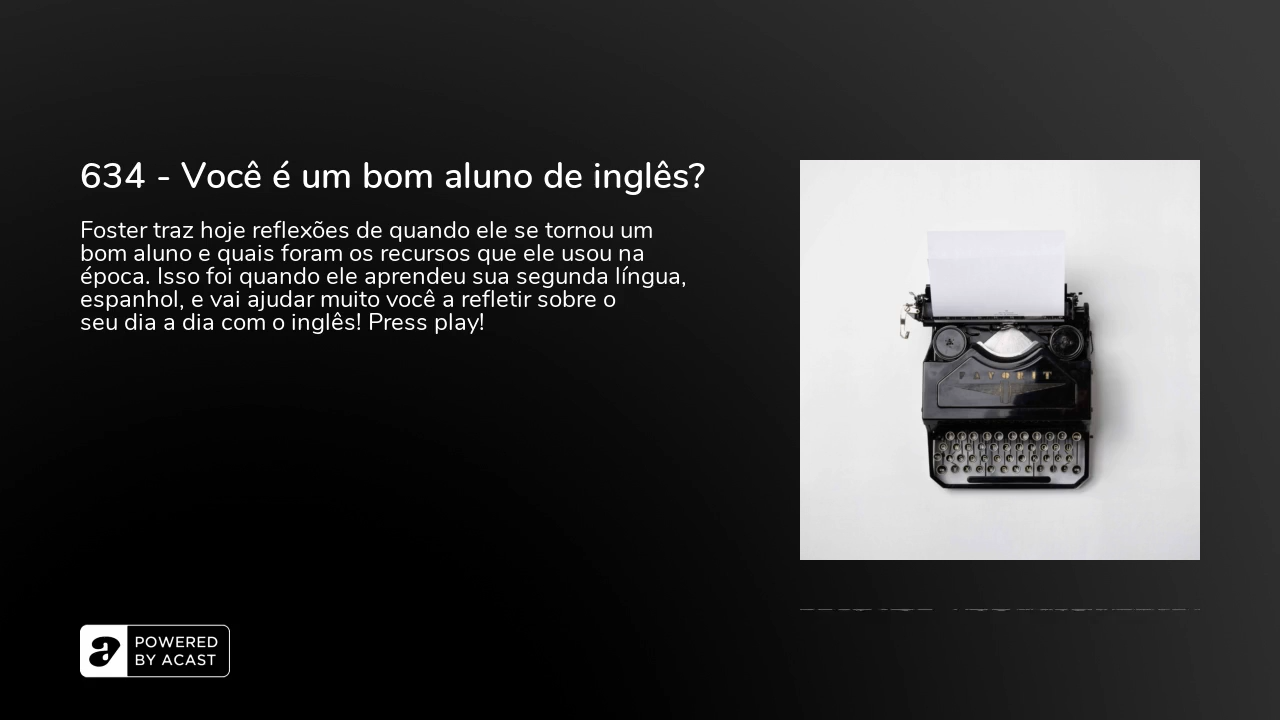 634 - Você é um bom aluno de inglês?
Foster traz hoje reflexões de quando ele se tornou um
bom aluno e quais foram os recursos que ele usou na
época. Isso foi quando ele aprendeu sua segunda língua,
espanhol, e vai ajudar muito você a refletir sobre o
seu dia a dia com o inglês! Press play!
FAVORIT
a POWERED
BY ACAST